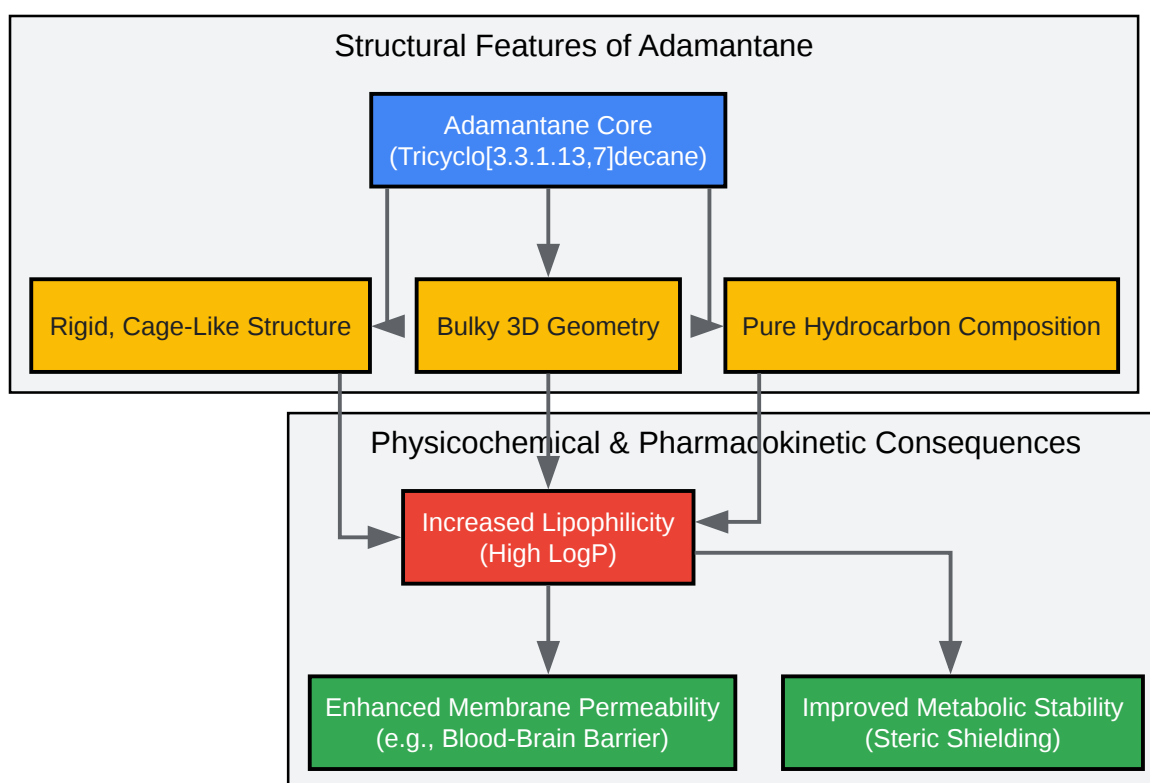 Structural Features of Adamantane
Adamantane Core
(Tricyclo[3.3.1.13,7]decane)
Rigid, Cage-Like Structure
Bulky 3D Geometry
Pure Hydrocarbon Composition
Physicochemical & Pharmacokinetic Consequences
Increased Lipophilicity
(High LogP)
Enhanced Membrane Permeability
(e.g., Blood-Brain Barrier)
Improved Metabolic Stability
(Steric Shielding)